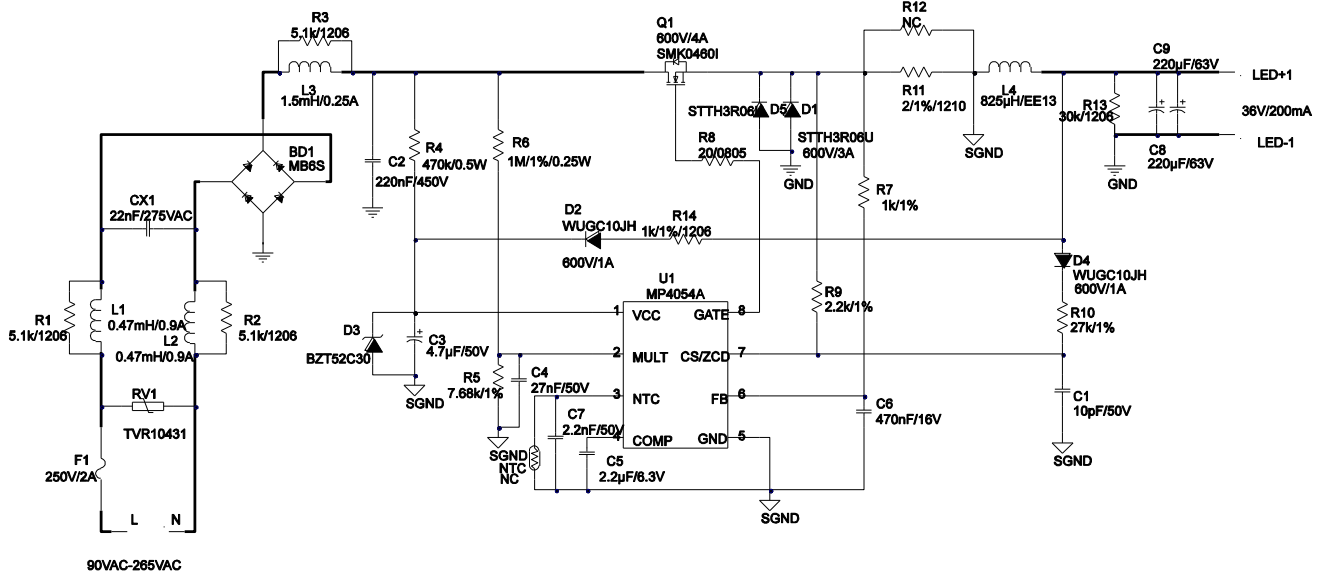 R3
5.1k/1206
L3
1.5mH/0.25A
Q1
600V/4A
SMK0460I
R12
NC
R11
2/1%/1210
L4
825µH/EE13
C9
220µF/63V
LED+1
36V/200mA
LED-1
R13
30k/1206
C8
220µF/63V
GND
SGND
STTH3R06
D5
D1
STTH3R06U
600V/3A
GND
R8
20/0805
BD1
MB6S
C2
220nF/450V
R4
470k/0.5W
R6
1M/1%/0.25W
R7
1k/1%
CX1
22nF/275VAC
D2
WUGC10JH
600V/1A
R14
1k/1%/1206
D4
WUGC10JH
600V/1A
R10
27k/1%
R9
2.2k/1%
U1
MP4054A
1
VCC
GATE
8
2
MULT
CS/ZCD
7
3
NTC
FB
6
4
COMP
GND
5
R1
5.1k/1206
L1
0.47mH/0.9A
L2
0.47mH/0.9A
R2
5.1k/1206
D3
BZT52C30
C3
4.7µF/50V
SGND
R5
7.68k/1%
C4
27nF/50V
SGND
NTC
NC
C7
2.2nF/50V
C5
2.2µF/6.3V
C6
470nF/16V
C1
10pF/50V
SGND
SGND
RV1
TVR10431
F1
250V/2A
L
N
90VAC-265VAC